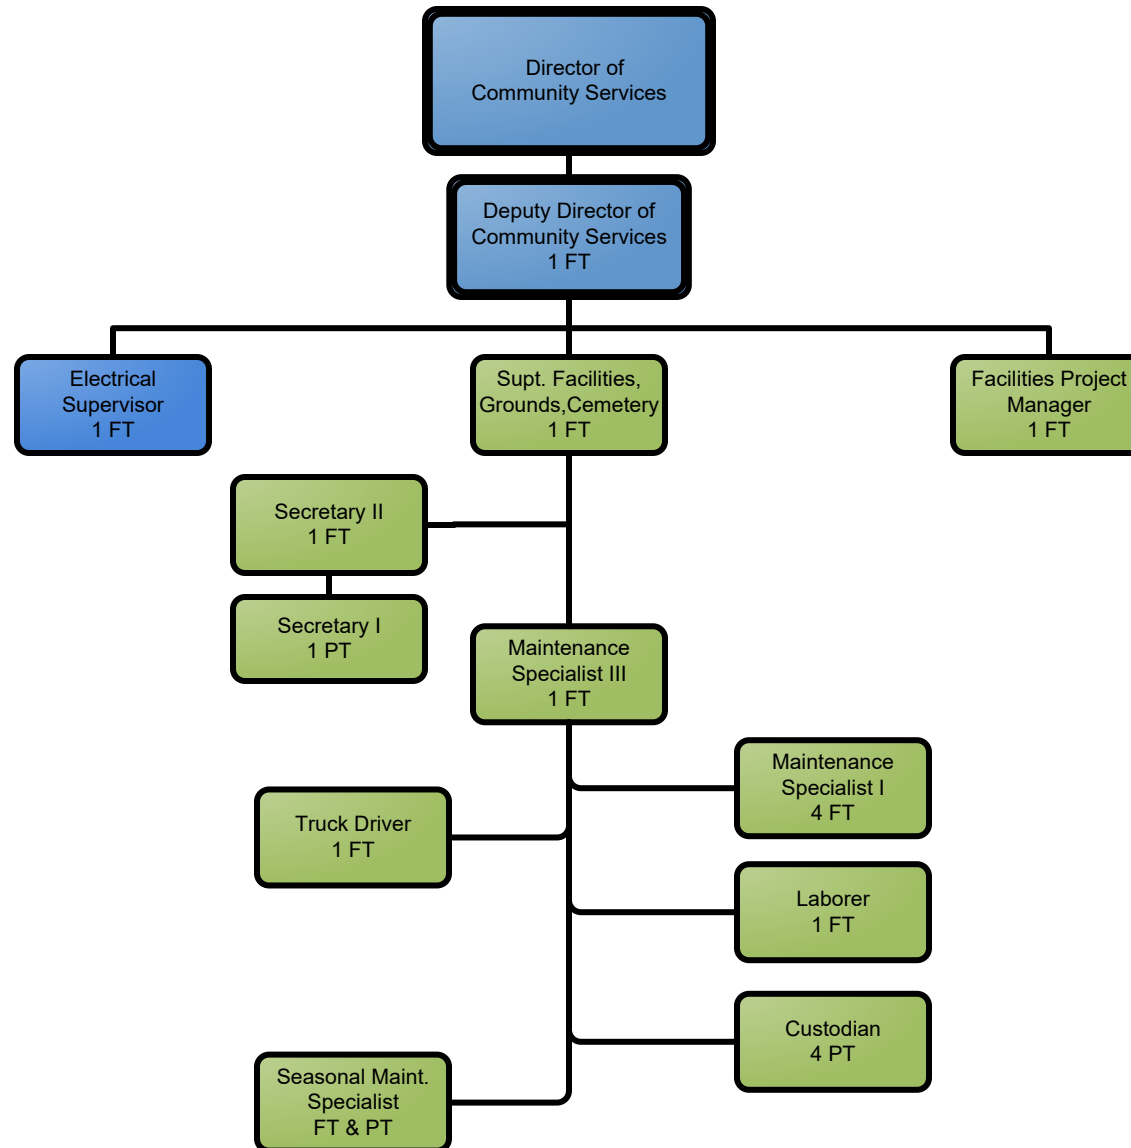 Director of
Community Services
Deputy Director of
Community Services
1 FT
Electrical
Supervisor
1 FT
Supt. Facilities,
Grounds,Cemetery
1 FT
Facilities Project
Manager
1 FT
Secretary II
1 FT
Secretary I
1 PT
Maintenance
Specialist III
1 FT
Maintenance
Specialist I
4 FT
Truck Driver
1 FT
Laborer
1 FT
Custodian
4 PT
Seasonal Maint.
Specialist
FT & PT